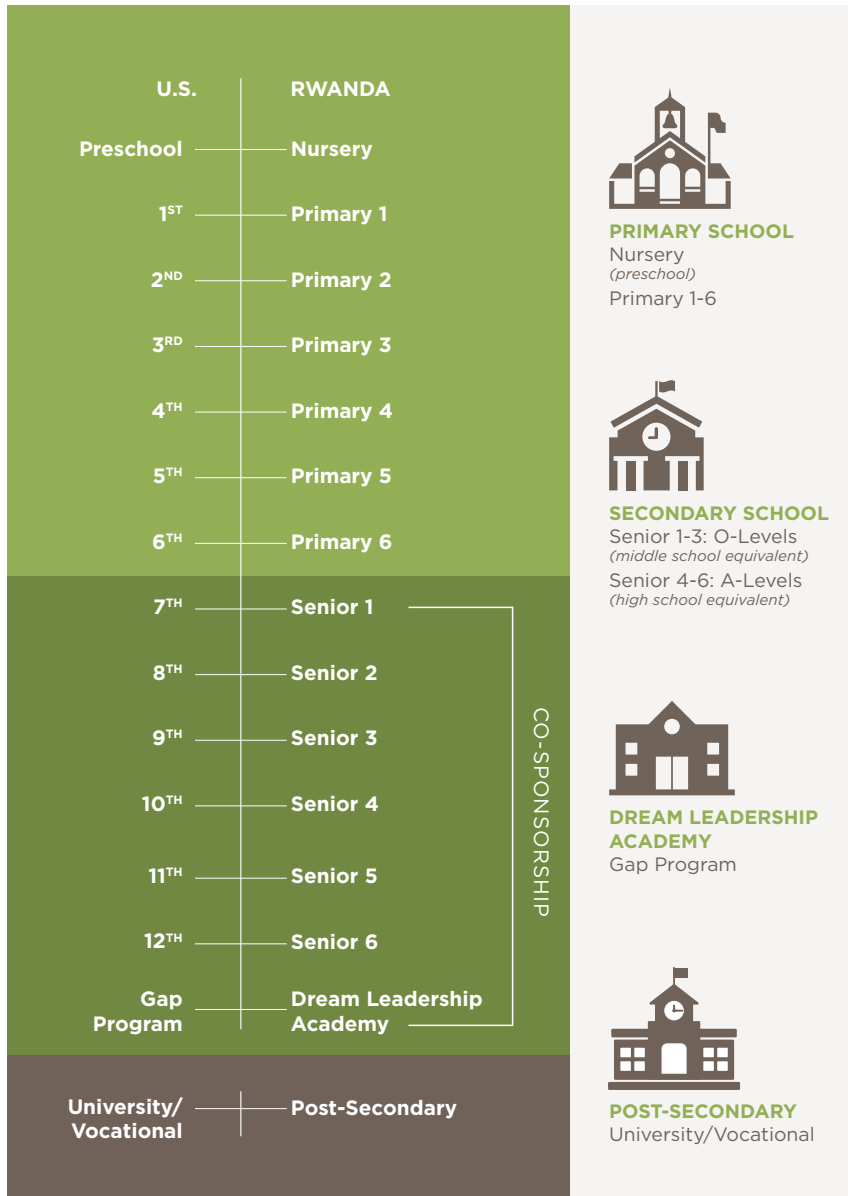 U.S. RWANDA
Preschool Nursery
1ST Primary 1
2ND Primary 2
3RD Primary 3
4TH Primary 4
5TH Primary 5
6TH Primary 6
7TH Senior 1
8TH Senior 2
9TH Senior 3
10TH Senior 4
11TH Senior 5
12TH Senior 6
Gap Dream Leadership
Program Academy
CO-SPONSORSHIP
University/ Post-Secondary
Vocational
PRIMARY SCHOOL
Nursery
(preschool)
Primary 1-6
SECONDARY SCHOOL
Senior 1-3: O-Levels
(middle school equivalent)
Senior 4-6: A-Levels
(high school equivalent)
DREAM LEADERSHIP
ACADEMY
Gap Program
POST-SECONDARY
University/Vocational